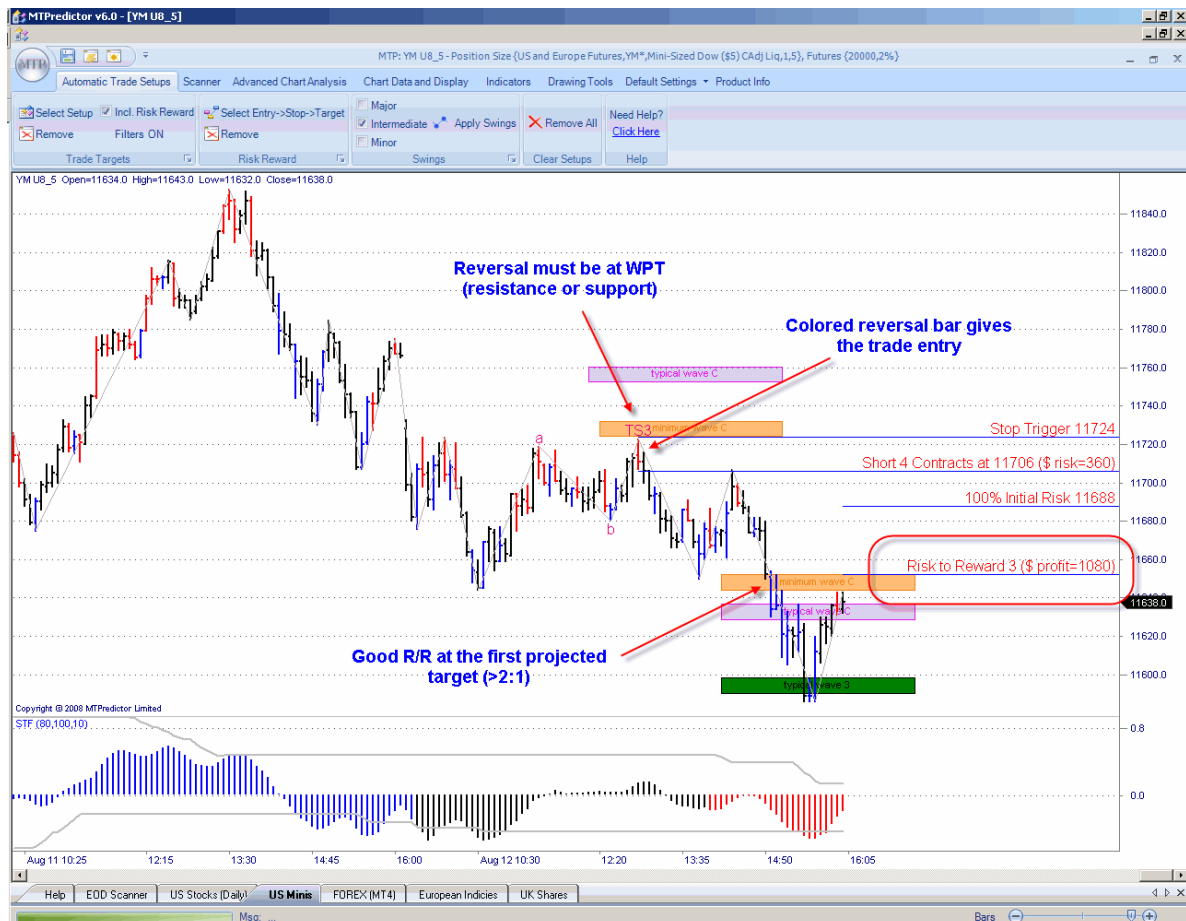 MTPredictor v6.0 - [YM U8_5]
MTP: YM U8_5 - Position Size {US and Europe Futures,YM*,Mini-Sized Dow ($5) CAdj Liq,1,5}, Futures {20000,2%}
MTP
Automatic Trade Setups Scanner Advanced Chart Analysis Chart Data and Display Indicators Drawing Tools Default Settings Product Info
Select Setup Incl. Risk Reward
Remove Filters ON
Trade Targets
Select Entry->Stop->Target
Remove
Risk Reward
Major
Intermediate Apply Swings
Minor
Swings
Remove All
Clear Setups
Need Help?
Click Here
Help
YM U8_5 Open=11634.0 High=11643.0 Low=11632.0 Close=11638.0
11840.0
11820.0
11800.0
11780.0
11760.0
11740.0
11720.0
11700.0
11680.0
11660.0
11640.0
11638.0
11620.0
11600.0
Reversal must be at WPT
(resistance or support)
Colored reversal bar gives
the trade entry
typical wave C
TS3 minimum wave C
a
b
Stop Trigger 11724
Short 4 Contracts at 11706 ($ risk=360)
100% Initial Risk 11688
Risk to Reward 3 ($ profit=1080)
minimum wave C
typical wave C
typical wave 3
Good R/R at the first projected
target (>2:1)
Copyright © 2008 MTPredictor Limited
STF (80,100,10)
0.8
0.0
Aug 11 10:25 12:15 13:30 14:45 16:00 Aug 12 10:30 12:20 13:35 14:50 16:05
Help EOD Scanner US Stocks (Daily) US Minis FOREX (MT4) European Indicies UK Shares
Msg: ...
Bars